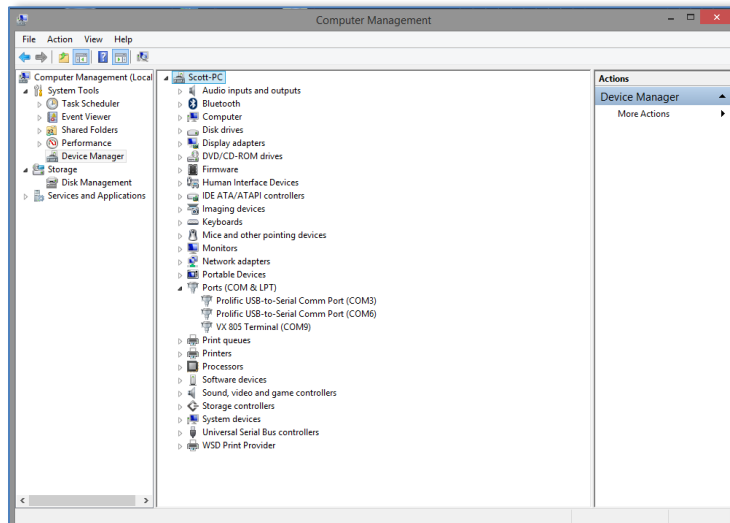 Computer Management
File Action View Help
Computer Management (Local
System Tools
Task Scheduler
Event Viewer
Shared Folders
Performance
Device Manager
Storage
Disk Management
Services and Applications
Scott-PC
Audio inputs and outputs
Bluetooth
Computer
Disk drives
Display adapters
DVD/CD-ROM drives
Firmware
Human Interface Devices
IDE ATA/ATAPI controllers
Imaging devices
Keyboards
Mice and other pointing devices
Monitors
Network adapters
Portable Devices
Ports (COM & LPT)
Prolific USB-to-Serial Comm Port (COM3)
Prolific USB-to-Serial Comm Port (COM6)
VX 805 Terminal (COM9)
Print queues
Printers
Processors
Software devices
Sound, video and game controllers
Storage controllers
System devices
Universal Serial Bus controllers
WSD Print Provider
Actions
Device Manager
More Actions